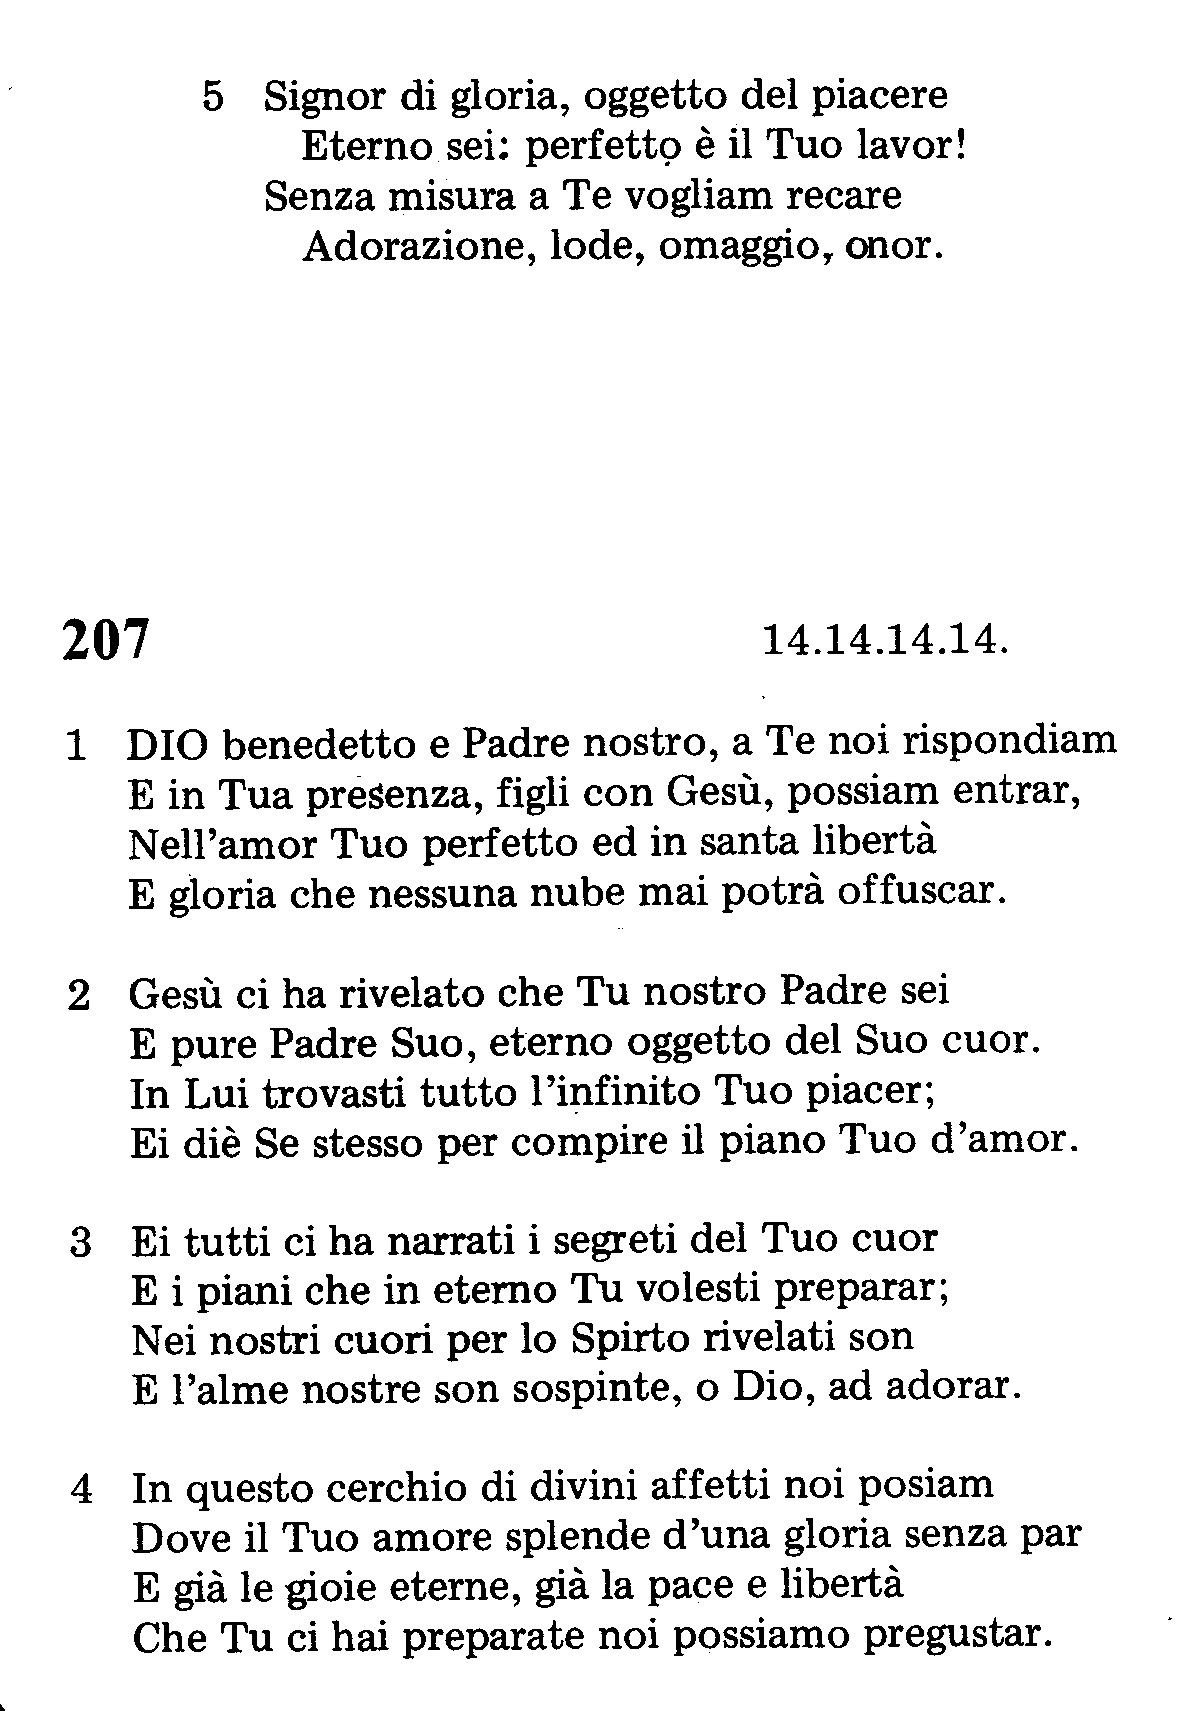 5 Signor di gloria, oggetto del piacere
Eterno sei: perfetto è il Tuo lavor!
Senza misura a Te vogliam recare
Adorazione, lode, omaggio, onor.
207 14.14.14.14.
1 DIO benedetto e Padre nostro, a Te noi rispondiam
E in Tua presenza, figli con Gesù, possiam entrar,
Nell'amor Tuo perfetto ed in santa libertà
E gloria che nessuna nube mai potrà offuscar.
2 Gesù ci ha rivelato che Tu nostro Padre sei
E pure Padre Suo, eterno oggetto del Suo cuor.
In Lui trovasti tutto l'infinito Tuo piacer;
Ei diè Se stesso per compire il piano Tuo d'amor.
3 Ei tutti ci ha narrati i segreti del Tuo cuor
E i piani che in eterno Tu volesti preparar;
Nei nostri cuori per lo Spirto rivelati son
E l'alme nostre son sospinte, o Dio, ad adorar.
4 In questo cerchio di divini affetti noi posiam
Dove il Tuo amore splende d'una gloria senza par
E già le gioie eterne, già la pace e libertà
Che Tu ci hai preparate noi possiamo pregustar.